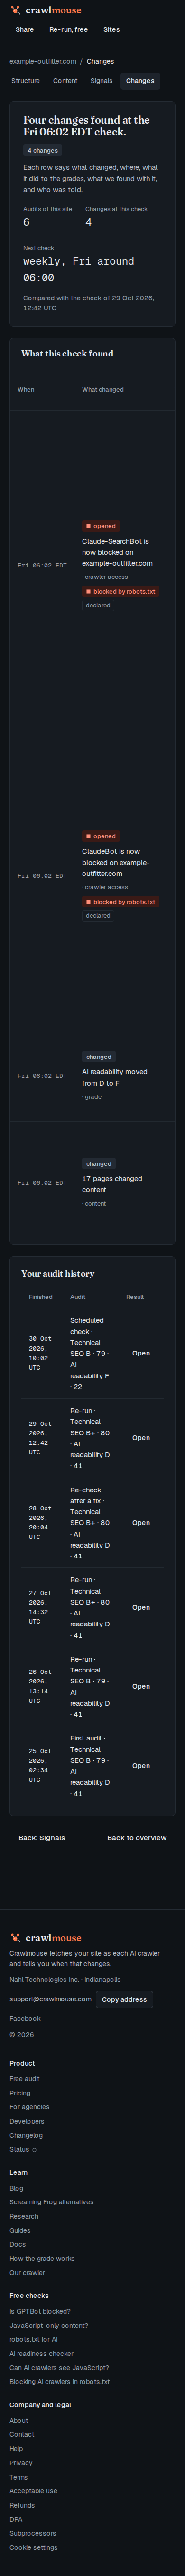 crawlmouse
Share
Re-run, free
Sites
example-outfitter.com / Changes
Structure
Content
Signals
Changes
Four changes found at the
Fri 06:02 EDT check.
4 changes
Each row says what changed, where, what
it did to the grades, what we found with it,
and who was told.
Audits of this site
Changes at this check
6
4
Next check
weekly, Fri around
06:00
Compared with the check of 29 Oct 2026,
12:42 UTC
What this check found
When
What changed
Fri 06:02 EDT
opened
Claude-SearchBot is
now blocked on
example-outfitter.com
· crawler access
blocked by robots.txt
declared
Fri 06:02 EDT
opened
ClaudeBot is now
blocked on example-
outfitter.com
· crawler access
blocked by robots.txt
declared
Fri 06:02 EDT
changed
AI readability moved
from D to F
· grade
Fri 06:02 EDT
changed
17 pages changed
content
· content
Your audit history
Finished
Audit
Result
30 Oct
2026,
10:02
UTC
Scheduled
check ·
Technical
SEO B · 79 ·
AI
readability F
· 22
Open
29 Oct
2026,
12:42
UTC
Re-run ·
Technical
SEO B+ · 80
· AI
readability D
· 41
Open
28 Oct
2026,
20:04
UTC
Re-check
after a fix ·
Technical
SEO B+ · 80
· AI
readability D
· 41
Open
27 Oct
2026,
14:32
UTC
Re-run ·
Technical
SEO B+ · 80
· AI
readability D
· 41
Open
26 Oct
2026,
13:14
UTC
Re-run ·
Technical
SEO B · 79 ·
AI
readability D
· 41
Open
25 Oct
2026,
02:34
UTC
First audit ·
Technical
SEO B · 79 ·
AI
readability D
· 41
Open
Back: Signals
Back to overview
crawlmouse
Crawlmouse fetches your site as each AI crawler
and tells you what that changes.
Nahl Technologies Inc. · Indianapolis
support@crawlmouse.com
Copy address
Facebook
© 2026
Product
Free audit
Pricing
For agencies
Developers
Changelog
Status
Learn
Blog
Screaming Frog alternatives
Research
Guides
Docs
How the grade works
Our crawler
Free checks
Is GPTBot blocked?
JavaScript-only content?
robots.txt for AI
AI readiness checker
Can AI crawlers see JavaScript?
Blocking AI crawlers in robots.txt
Company and legal
About
Contact
Help
Privacy
Terms
Acceptable use
Refunds
DPA
Subprocessors
Cookie settings